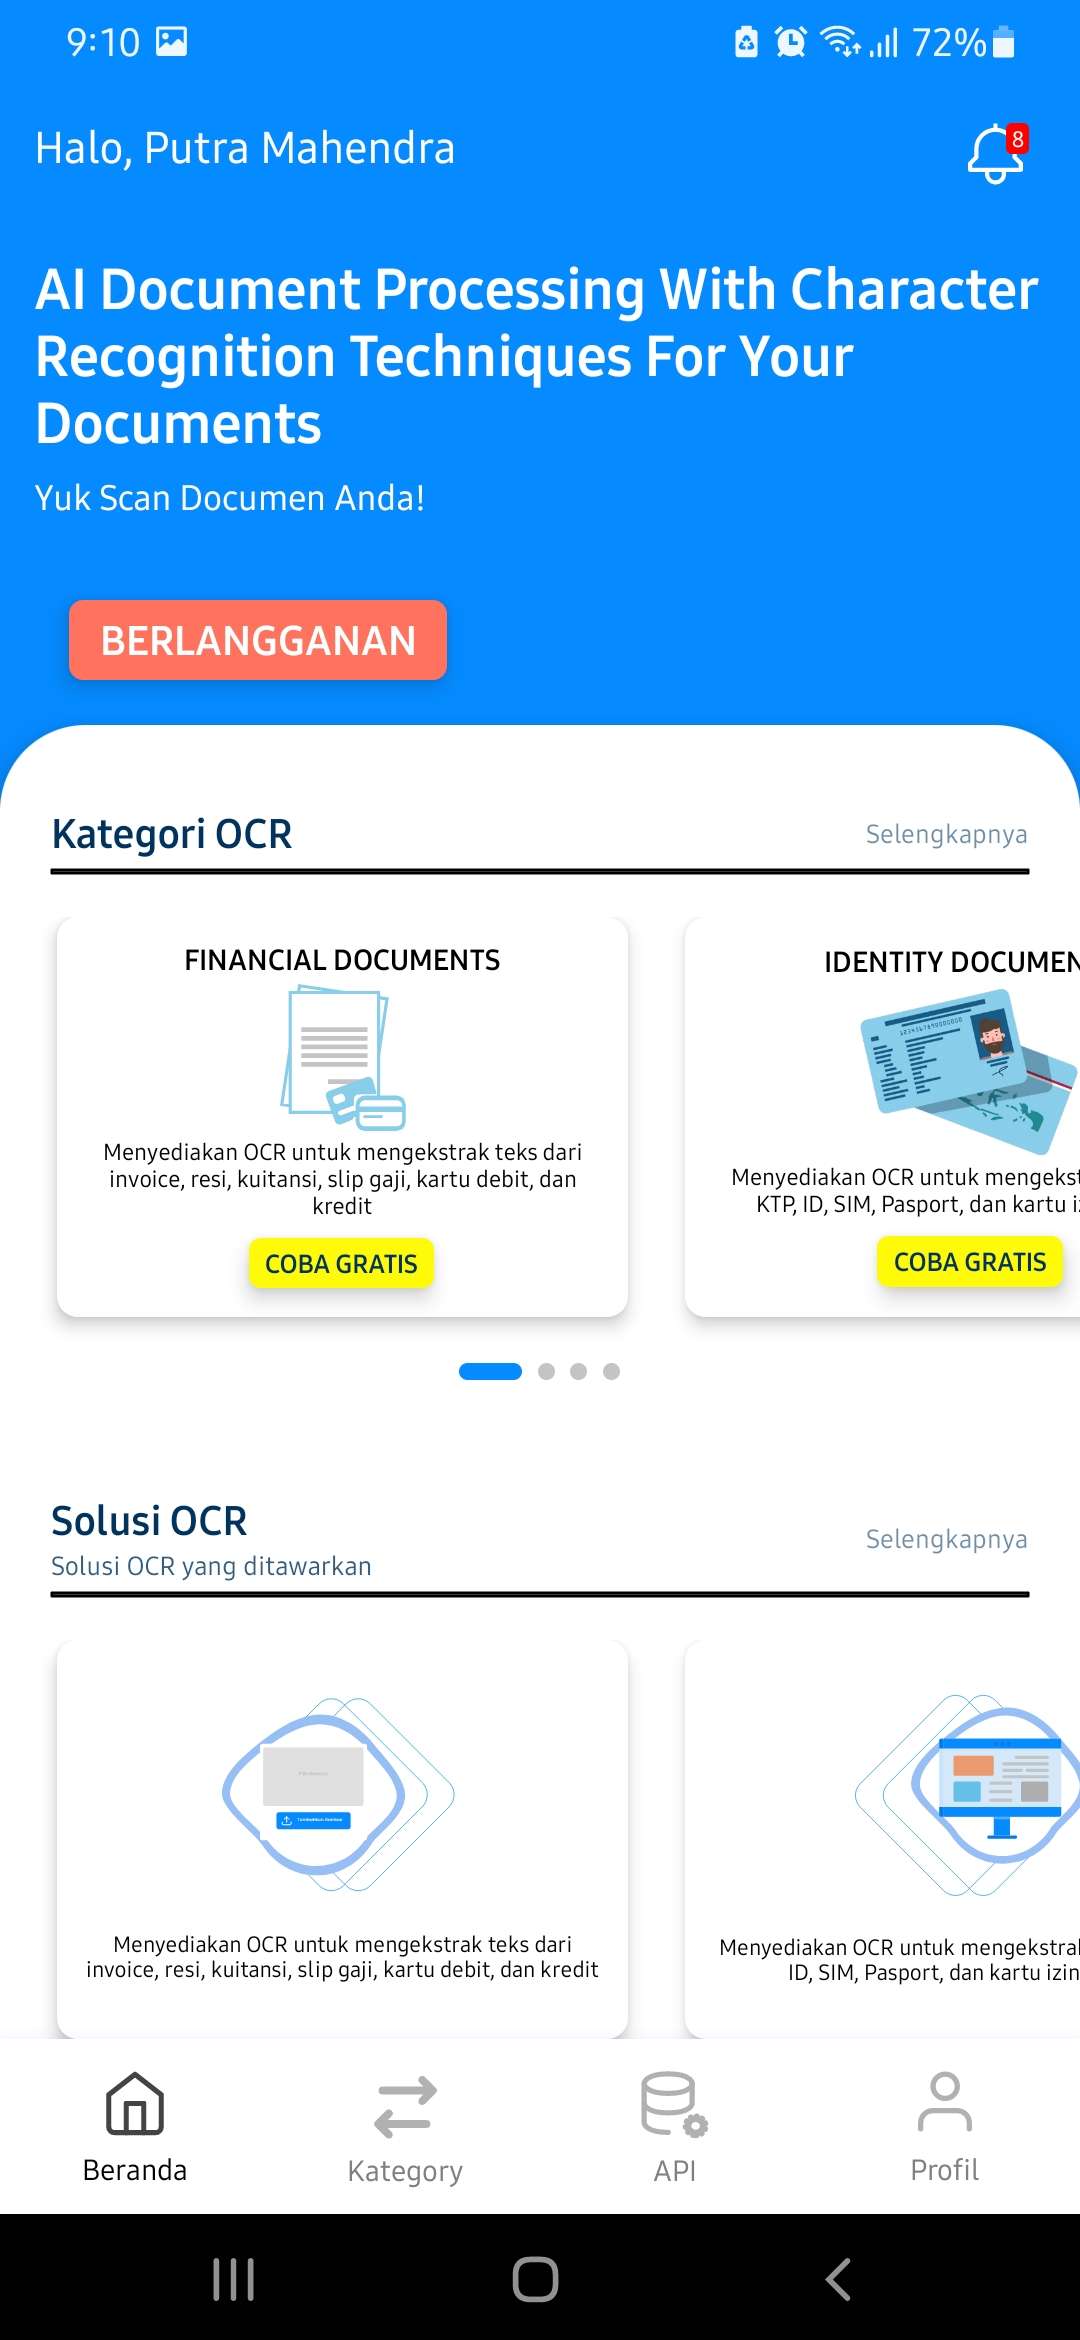 9:10
72%
Halo, Putra Mahendra
8
AI Document Processing With Character
Recognition Techniques For Your
Documents
Yuk Scan Documen Anda!
BERLANGGANAN
Kategori OCR
Selengkapnya
FINANCIAL DOCUMENTS
Menyediakan OCR untuk mengekstrak teks dari
invoice, resi, kuitansi, slip gaji, kartu debit, dan
kredit
COBA GRATIS
IDENTITY DOCUMEN
Menyediakan OCR untuk mengekst
KTP, ID, SIM, Pasport, dan kartu i
COBA GRATIS
Solusi OCR
Selengkapnya
Solusi OCR yang ditawarkan
Menyediakan OCR untuk mengekstrak teks dari
invoice, resi, kuitansi, slip gaji, kartu debit, dan kredit
Menyediakan OCR untuk mengekstrak
ID, SIM, Pasport, dan kartu izin
Beranda
Kategory
API
Profil